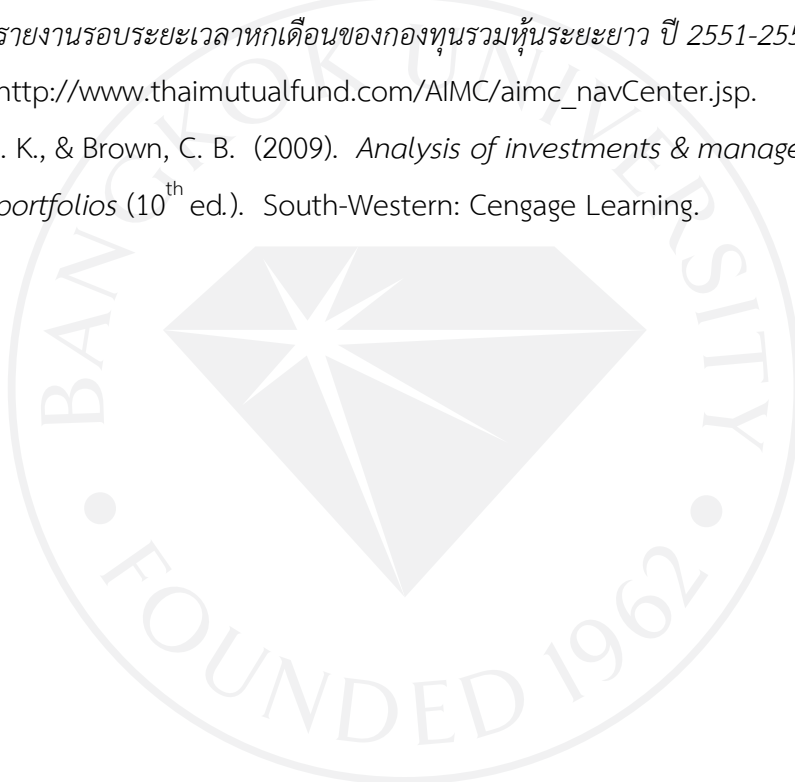 รายงานรอบระยะเวลาหกเดือนของกองทุนรวมหุ้นระยะยาว ปี 2551-255
http://www.thaimutualfund.com/AIMC/aimc_navCenter.jsp.
. K., & Brown, C. B. (2009). Analysis of investments & manage
portfolios (10th ed.). South-Western: Cengage Learning.
BANGKOK UNIVERSITY
FOUNDED 1962